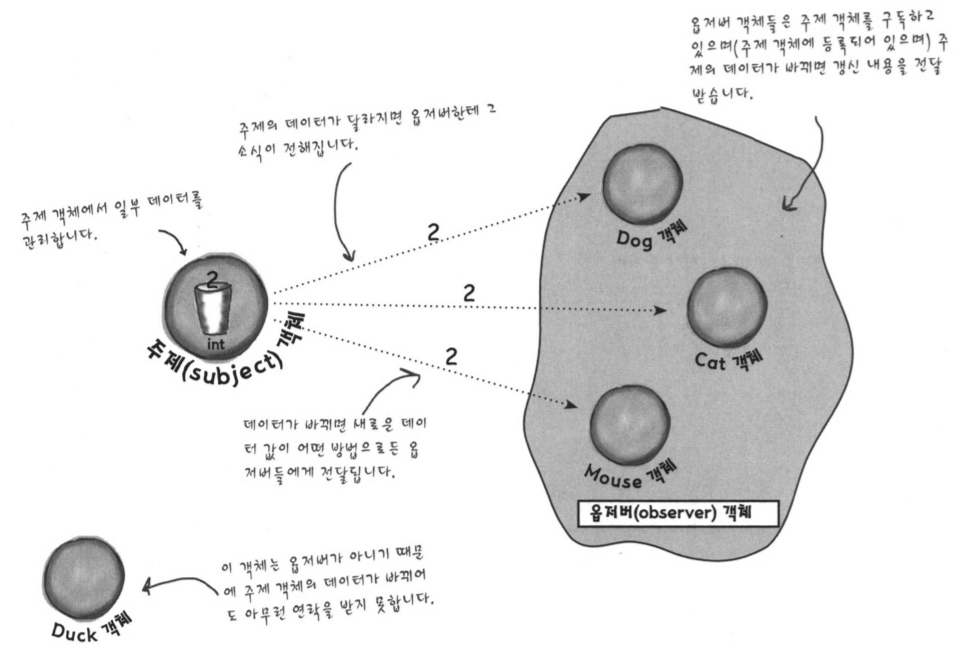 옵저버 객체들은 주제 객체를 구독하고
있으며(주제 객체에 등록되어 있으며) 주
제의 데이터가 바뀌면 갱신 내용을 전달
받습니다.
주제의 데이터가 달라지면 옵저버한테 그
소식이 전해집니다.
주제 객체에서 일부 데이터를
관리합니다.
2
int
주제(subject) 객체
2
2
2
Dog 객체
Cat 객체
Mouse 객체
옵저버(observer) 객체
데이터가 바뀌면 새로운 데이
터 값이 어떤 방법으로든 옵
저버들에게 전달됩니다.
이 객체는 옵저버가 아니기 때문
에 주제 객체의 데이터가 바뀌어
도 아무런 연락을 받지 못합니다.
Duck 객체